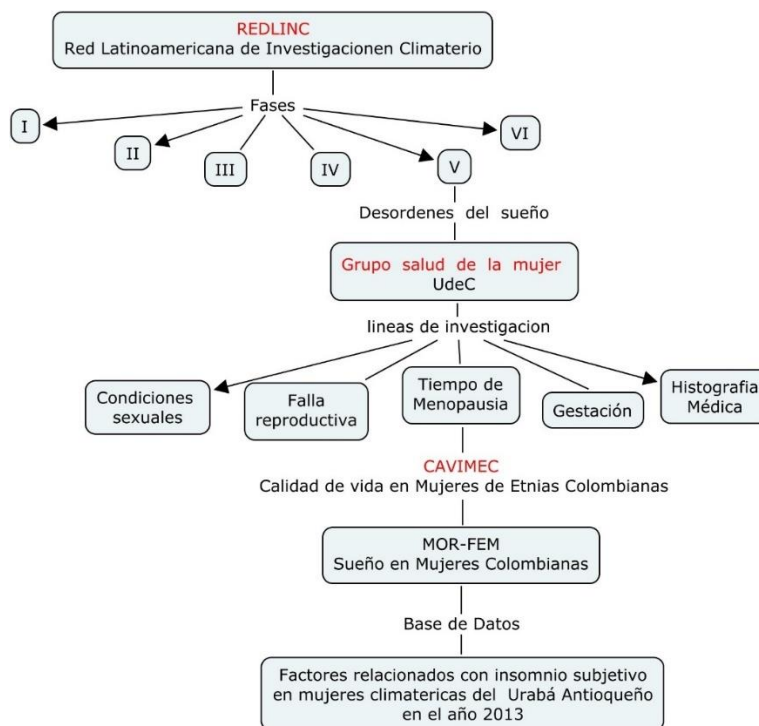 REDLINC
Red Latinoamericana de Investigacionen Climaterio
Fases
I
II
III
IV
V
VI
Desordenes del sueño
Grupo salud de la mujer
UdeC
lineas de investigacion
Condiciones
sexuales
Falla
reproductiva
Tiempo de
Menopausia
Gestación
Histografia
Médica
CAVIMEC
Calidad de vida en Mujeres de Etnias Colombianas
MOR-FEM
Sueño en Mujeres Colombianas
Base de Datos
Factores relacionados con insomnio subjetivo
en mujeres climatericas del Urabá Antioqueño
en el año 2013